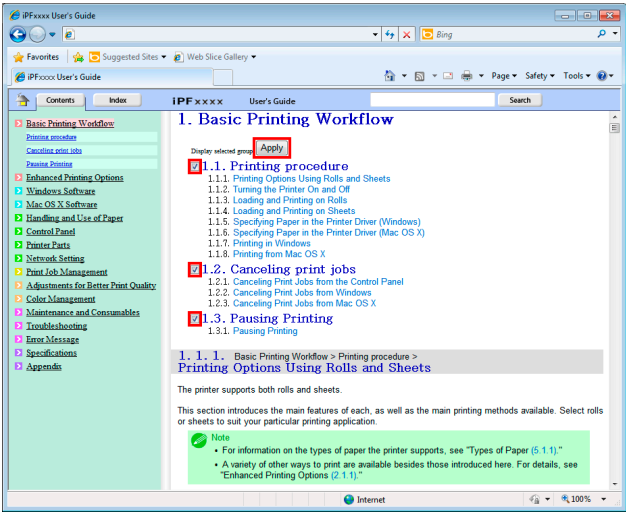 iPFxxxx User's Guide
Bing
Favorites Suggested Sites Web Slice Gallery
iPFxxxx User's Guide Page Safety Tools
Contents Index iPFxxxx User's Guide Search
Basic Printing Workflow
Printing procedure
Canceling print jobs
Pausing Printing
Enhanced Printing Options
Windows Software
Mac OS X Software
Handling and Use of Paper
Control Panel
Printer Parts
Network Setting
Print Job Management
Adjustments for Better Print Quality
Color Management
Maintenance and Consumables
Troubleshooting
Error Message
Specifications
Appendix
1. Basic Printing Workflow
Display selected group Apply
1.1. Printing procedure
1.1.1. Printing Options Using Rolls and Sheets
1.1.2. Turning the Printer On and Off
1.1.3. Loading and Printing on Rolls
1.1.4. Loading and Printing on Sheets
1.1.5. Specifying Paper in the Printer Driver (Windows)
1.1.6. Specifying Paper in the Printer Driver (Mac OS X)
1.1.7. Printing in Windows
1.1.8. Printing from Mac OS X
1.2. Canceling print jobs
1.2.1. Canceling Print Jobs from the Control Panel
1.2.2. Canceling Print Jobs from Windows
1.2.3. Canceling Print Jobs from Mac OS X
1.3. Pausing Printing
1.3.1. Pausing Printing
1. 1. 1. Basic Printing Workflow > Printing procedure >
Printing Options Using Rolls and Sheets
The printer supports both rolls and sheets.
This section introduces the main features of each, as well as the main printing methods available. Select rolls
or sheets to suit your particular printing application.
Note
• For information on the types of paper the printer supports, see "Types of Paper (5.1.1)."
• A variety of other ways to print are available besides those introduced here. For details, see
"Enhanced Printing Options (2.1.1)."
Internet 100%